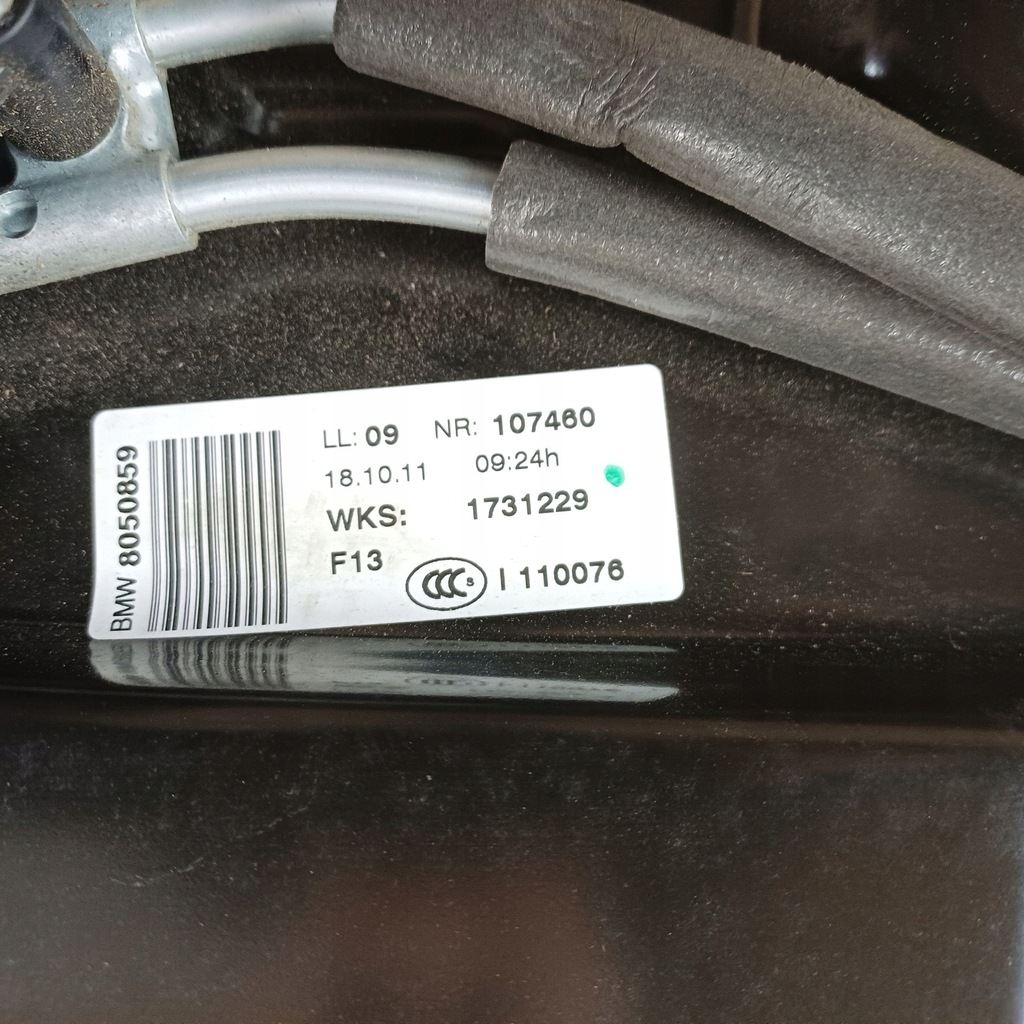 BMW 8050859
LL: 09 NR: 107460
18.10.11 09:24h
WKS: 1731229
F13 CCC S I 110076